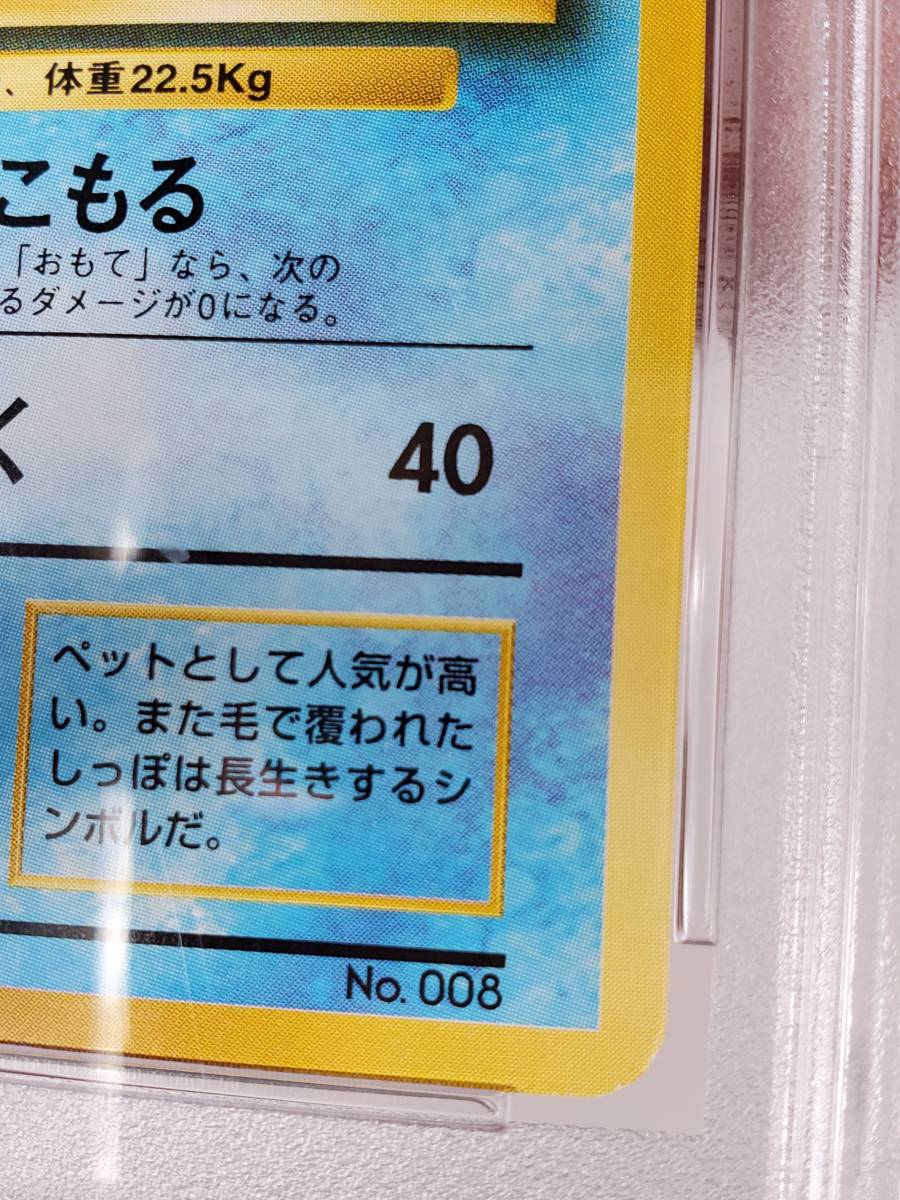 、体重22.5Kg
こもる
「おもて」なら、次の
るダメージが0になる。
く 40
ペットとして人気が高
い。また毛で覆われた
しっぽは長生きするシ
ンボルだ。
No. 008